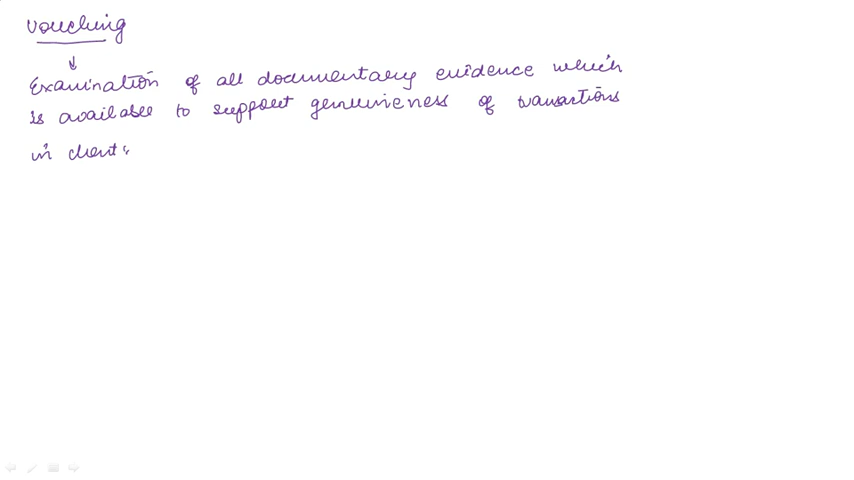 Vouching
Examination of all documentary evidence which
is available to support genuineness of transactions
in client's